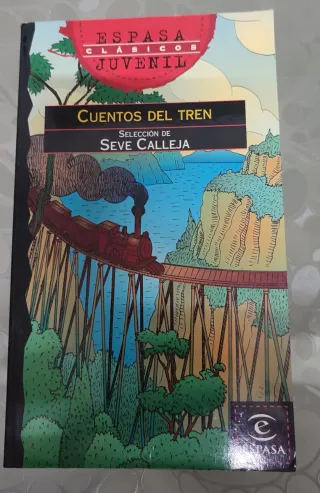 ESPASA
CLÁSICOS
JUVENIL
CUENTOS DEL TREN
SELECCIÓN DE
SEVE CALLEJA
e
ESPASA